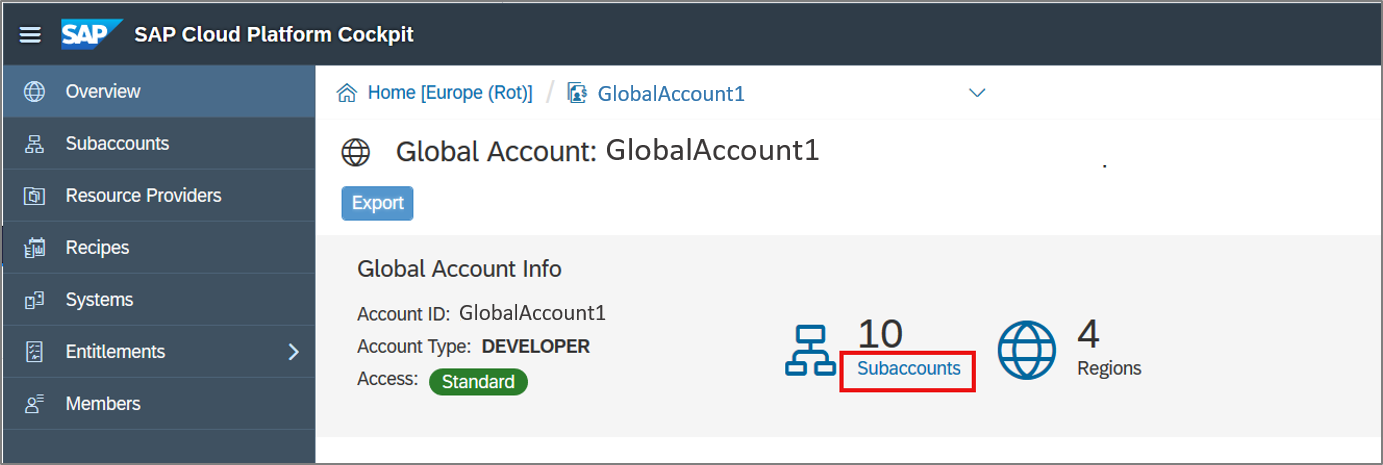 SAP SAP Cloud Platform Cockpit
Overview
Subaccounts
Resource Providers
Recipes
Systems
Entitlements
Members
Home [Europe (Rot)] / GlobalAccount1
Global Account: GlobalAccount1
.
Export
Global Account Info
Account ID: GlobalAccount1
Account Type: DEVELOPER
Access: Standard
10
Subaccounts
4
Regions